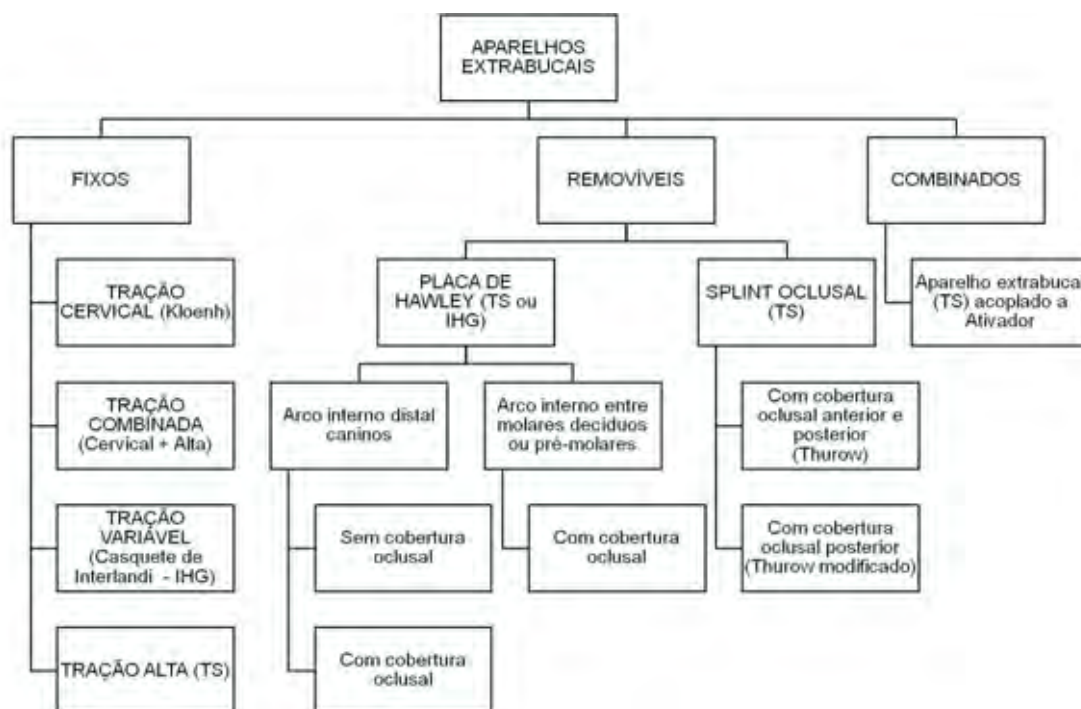 APARELHOS
EXTRABUCAIS
FIXOS
REMOVÍVEIS
COMBINADOS
TRAÇÃO
CERVICAL (Kloenh)
TRAÇÃO
COMBINADA
(Cervical + Alta)
TRAÇÃO
VARIÁVEL
(Casquete de
Interlandi - IHG)
TRAÇÃO ALTA (TS)
PLACA DE
HAWLEY (TS ou
IHG)
Arco interno distal
caninos
Sem cobertura
oclusal
Com cobertura
oclusal
Arco interno entre
molares decíduos
ou pré-molares
Com cobertura
oclusal
SPLINT OCLUSAL
(TS)
Com cobertura
oclusal anterior e
posterior
(Thurow)
Com cobertura
oclusal posterior
(Thurow modificado)
Aparelho extrabuca
(TS) acoplado a
Ativador